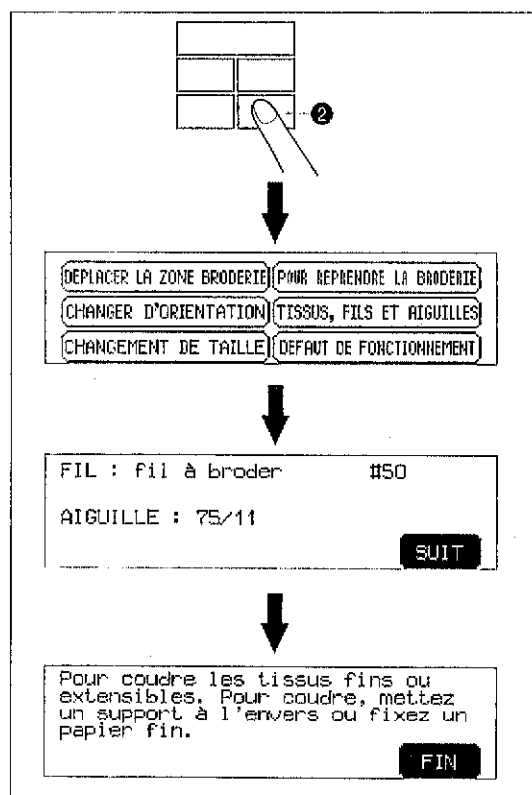 2
DEPLACER LA ZONE BRODERIE POUR REPRENDRE LA BRODERIE
CHANGER D'ORIENTATION TISSUS, FILS ET AIGUILLES
CHANGEMENT DE TAILLE DEFAUT DE FONCTIONNEMENT
FIL : fil à broder #50
AIGUILLE : 75/11
SUIT
Pour coudre les tissus fins ou
extensibles. Pour coudre, mettez
un support à l'envers ou fixez un
papier fin.
FIN